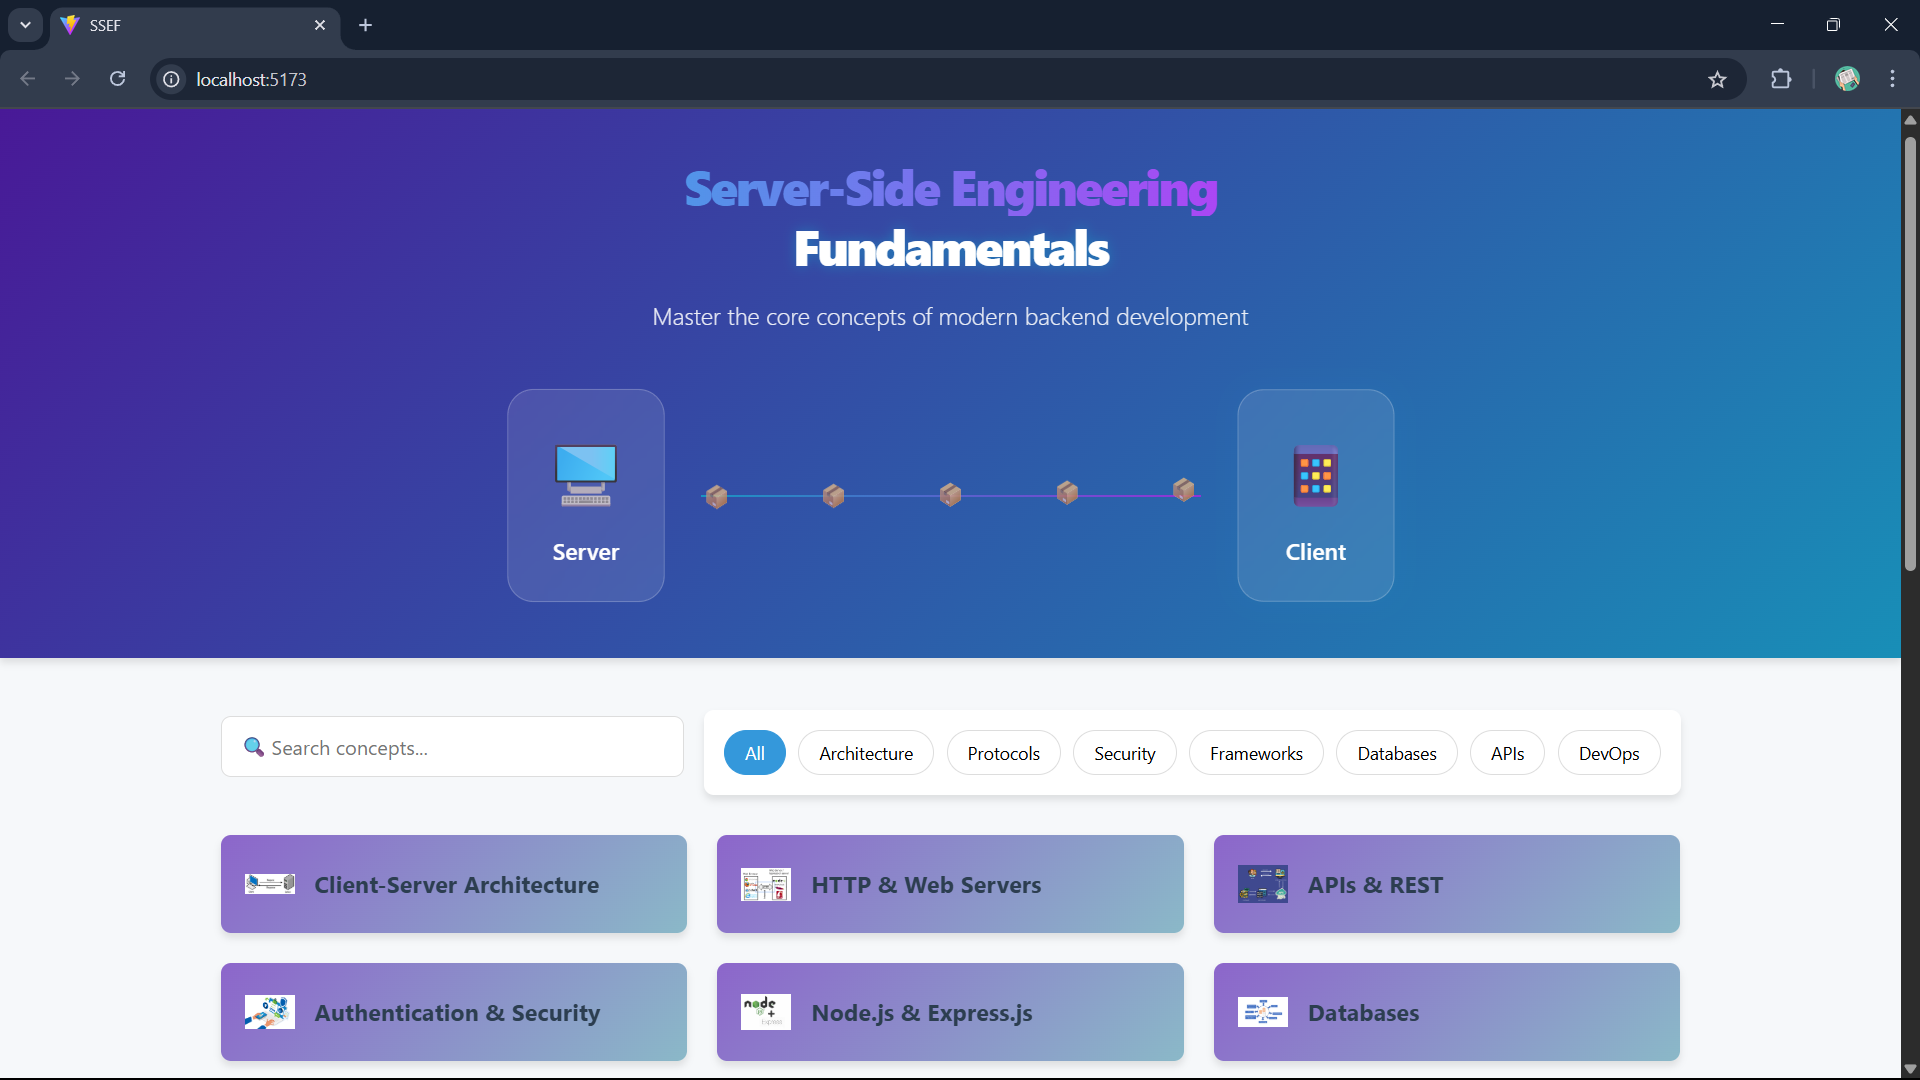 SSEF
localhost:5173
Server-Side Engineering
Fundamentals
Master the core concepts of modern backend development
Server
Client
Search concepts...
All
Architecture
Protocols
Security
Frameworks
Databases
APIs
DevOps
Client-Server Architecture
HTTP & Web Servers
APIs & REST
Authentication & Security
node
+
Express
Node.js & Express.js
Databases